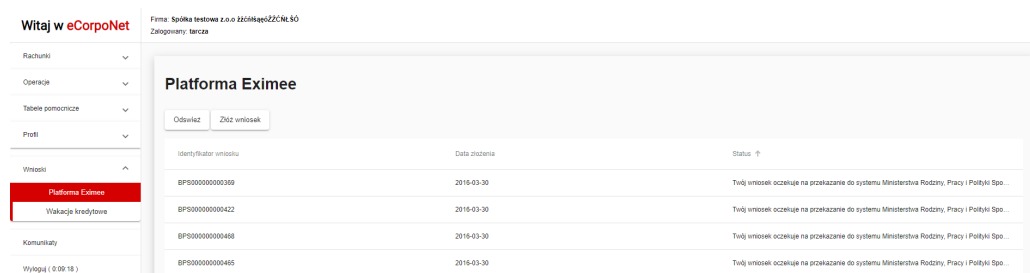 Witaj w eCorpoNet
Firma: Spółka testowa z.o.o żźćńłśąęóŻŹĆŃŁŚÓ
Zalogowany: tarcza
Rachunki
Operacje
Tabele pomocnicze
Profil
Wnioski
Platforma Eximee
Wakacje kredytowe
Komunikaty
Wyloguj ( 0:09:18 )
Platforma Eximee
Odśwież Złóż wniosek
Identyfikator wniosku Data złożenia Status ↑
BPS000000000369 2016-03-30 Twój wniosek oczekuje na przekazanie do systemu Ministerstwa Rodziny, Pracy i Polityki Spo...
BPS000000000422 2016-03-30 Twój wniosek oczekuje na przekazanie do systemu Ministerstwa Rodziny, Pracy i Polityki Spo...
BPS000000000468 2016-03-30 Twój wniosek oczekuje na przekazanie do systemu Ministerstwa Rodziny, Pracy i Polityki Spo...
BPS000000000465 2016-03-30 Twój wniosek oczekuje na przekazanie do systemu Ministerstwa Rodziny, Pracy i Polityki Spo...